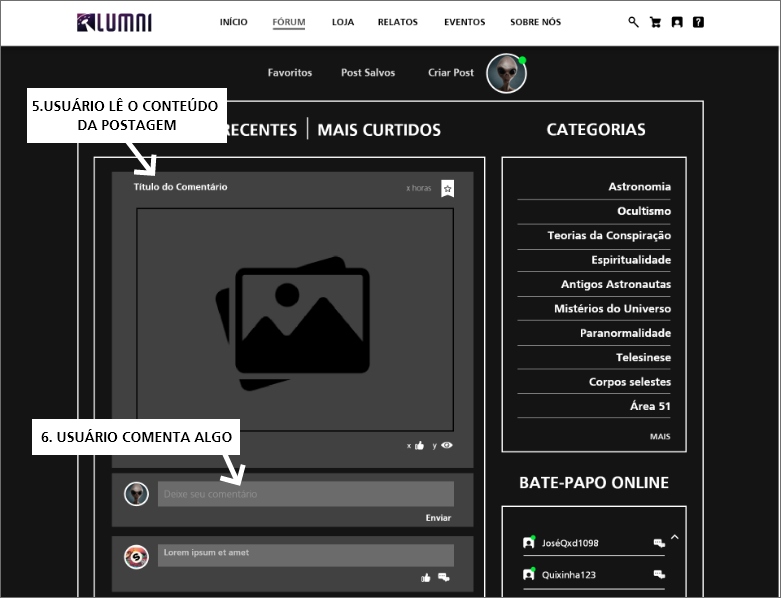 LUMNI
INÍCIO
FÓRUM
LOJA
RELATOS
EVENTOS
SOBRE NÓS
?
Favoritos
Post Salvos
Criar Post
5.USUÁRIO LÊ O CONTEÚDO
DA POSTAGEM
RECENTES
MAIS CURTIDOS
Título do Comentário
x horas
x
y
6. USUÁRIO COMENTA ALGO
Deixe seu comentário
Enviar
S
Lorem ipsum et amet
CATEGORIAS
Astronomia
Ocultismo
Teorias da Conspiração
Espiritualidade
Antigos Astronautas
Mistérios do Universo
Paranormalidade
Telesinese
Corpos selestes
Área 51
MAIS
BATE-PAPO ONLINE
JoséQxd1098
Quixinha123